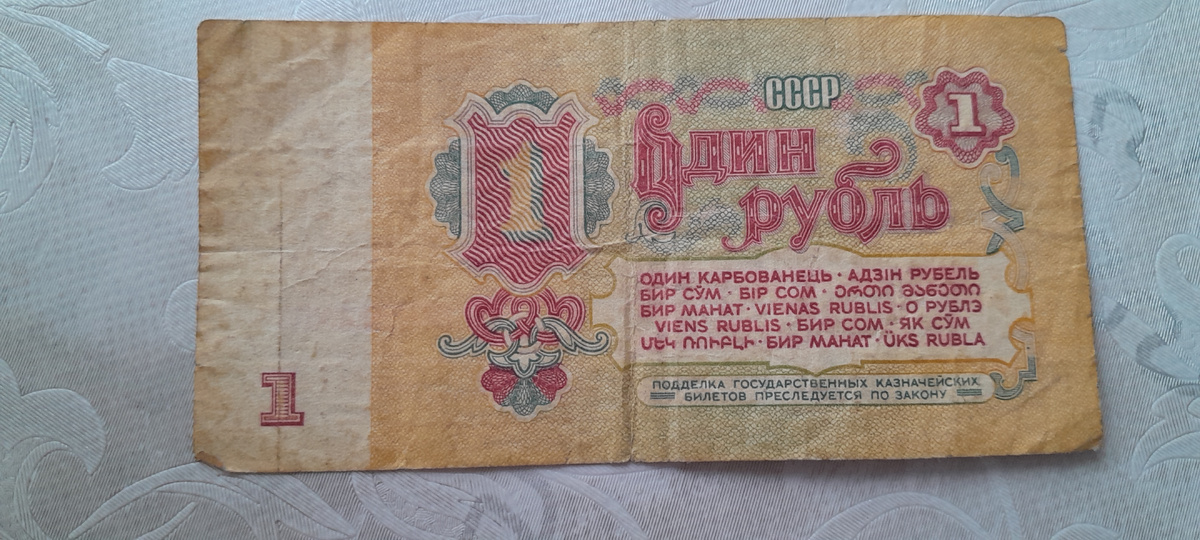 СССР
1
1
Один
рубль
ОДИН КАРБОВАНЕЦЬ · АДЗІН РУБЕЛЬ
БИР СЎМ · БІР СОМ · ᲔᲠᲗᲘ ᲛᲐᲜᲔᲗᲘ
БИР МАНАТ · VIENAS RUBLIS · О РУБЛЭ
VIENS RUBLIS · БИР СОМ · ЯК СӮМ
ՄԵԿ ՌՈՒԲԼԻ · БИР МАНАТ · ÜKS RUBLA
1
ПОДДЕЛКА ГОСУДАРСТВЕННЫХ КАЗНАЧЕЙСКИХ
БИЛЕТОВ ПРЕСЛЕДУЕТСЯ ПО ЗАКОНУ